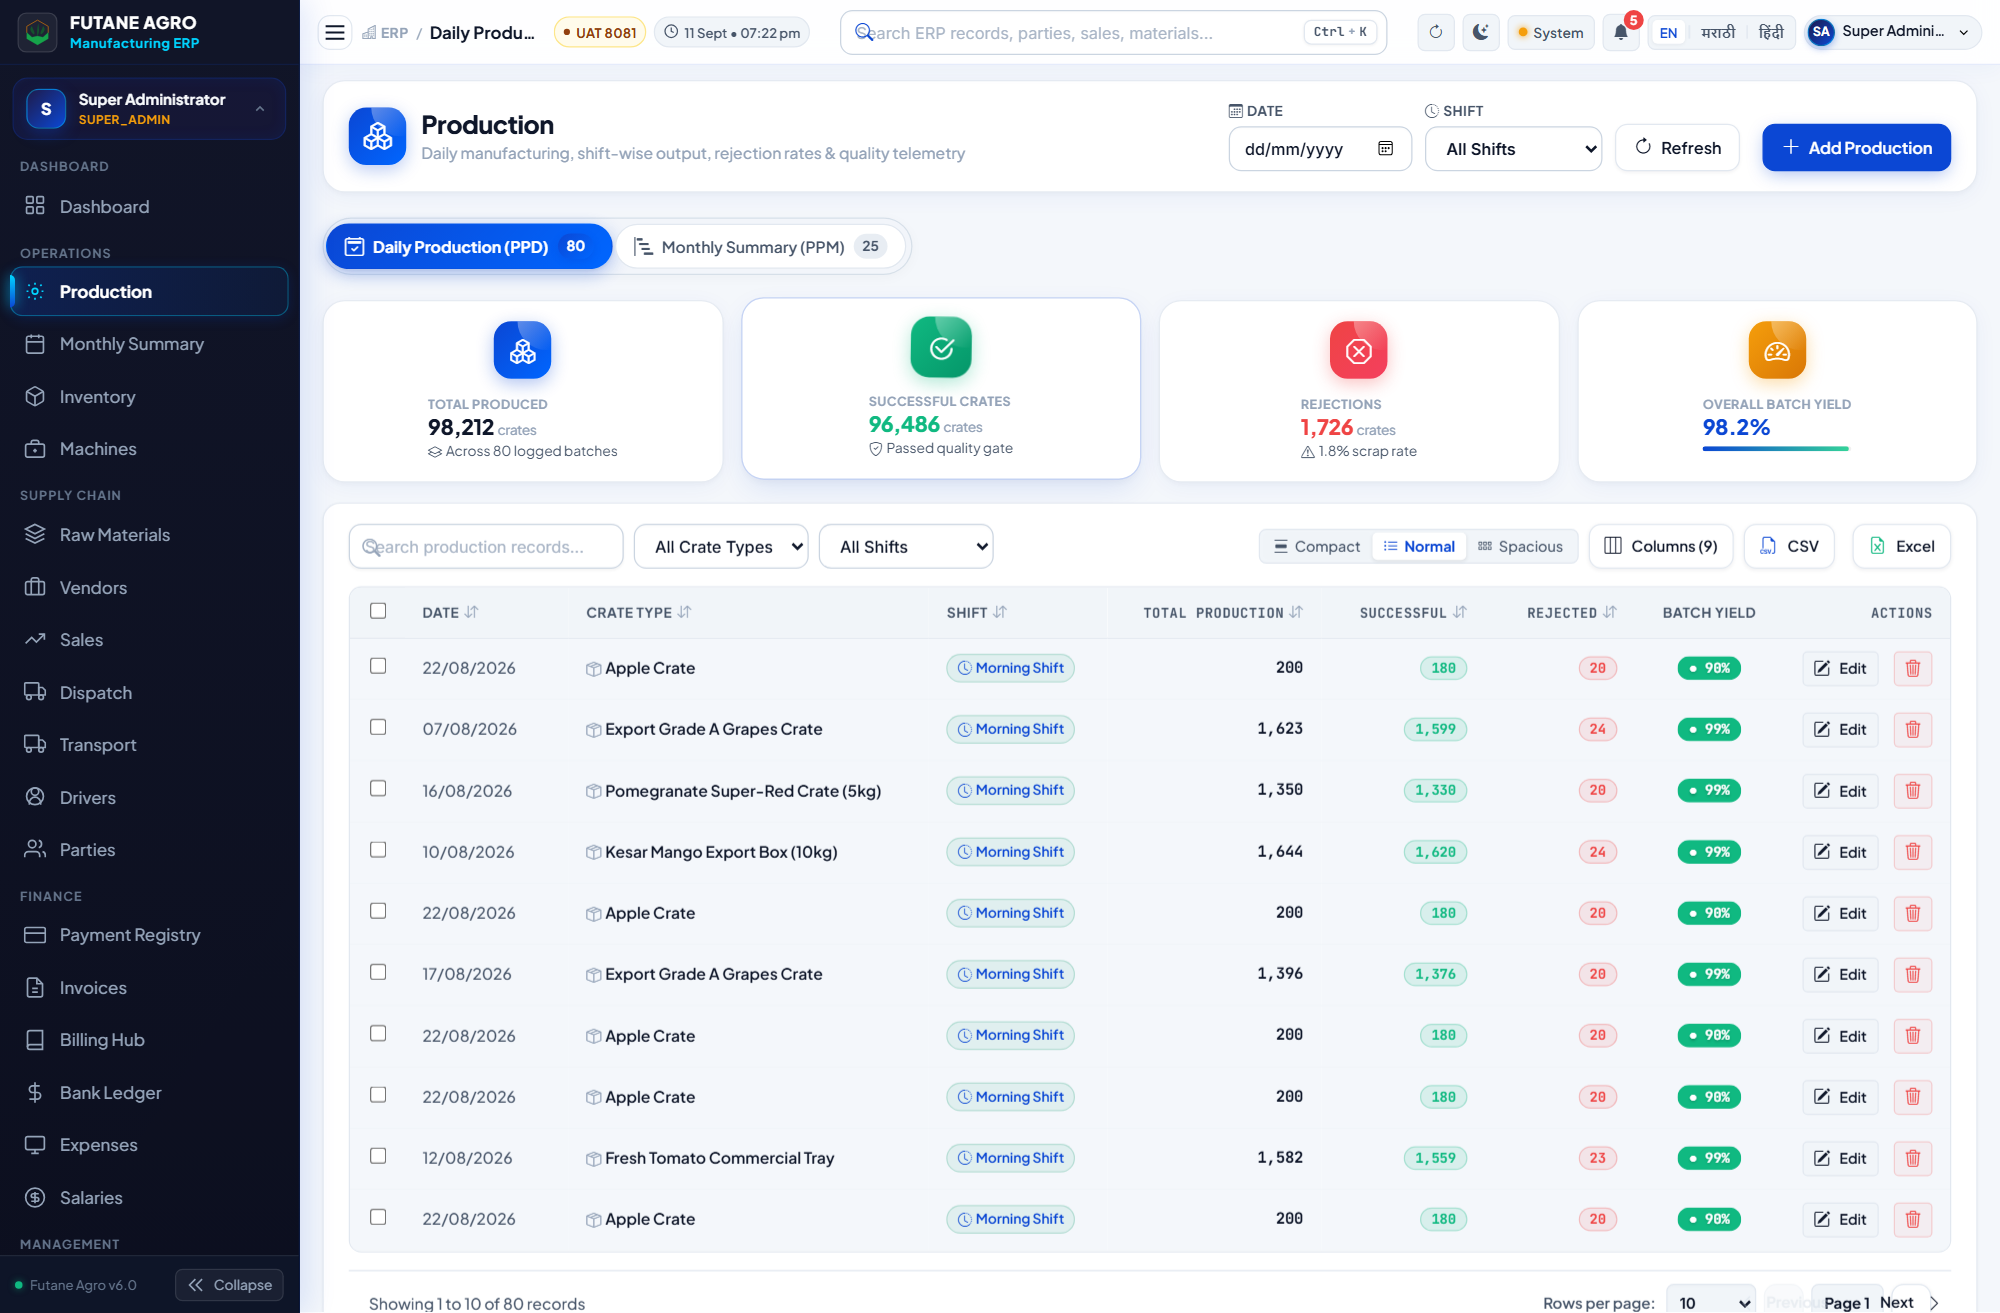 FUTANE AGRO
Manufacturing ERP
S
Super Administrator
SUPER_ADMIN
DASHBOARD
Dashboard
OPERATIONS
Production
Monthly Summary
Inventory
Machines
SUPPLY CHAIN
Raw Materials
Vendors
Sales
Dispatch
Transport
Drivers
Parties
FINANCE
Payment Registry
Invoices
Billing Hub
Bank Ledger
Expenses
Salaries
MANAGEMENT
Futane Agro v6.0
Collapse
ERP / Daily Produ...
UAT 8081
11 Sept • 07:22 pm
Search ERP records, parties, sales, materials...
Ctrl + K
System
5
EN
मराठी
हिंदी
SA
Super Admini...
Production
Daily manufacturing, shift-wise output, rejection rates & quality telemetry
DATE
dd/mm/yyyy
SHIFT
All Shifts
Refresh
Add Production
Daily Production (PPD) 80
Monthly Summary (PPM) 25
TOTAL PRODUCED
98,212 crates
Across 80 logged batches
SUCCESSFUL CRATES
96,486 crates
Passed quality gate
REJECTIONS
1,726 crates
1.8% scrap rate
OVERALL BATCH YIELD
98.2%
Search production records...
All Crate Types
All Shifts
Compact
Normal
Spacious
Columns (9)
CSV
Excel
DATE CRATE TYPE SHIFT TOTAL PRODUCTION SUCCESSFUL REJECTED BATCH YIELD ACTIONS
22/08/2026 Apple Crate Morning Shift 200 180 20 90% Edit
07/08/2026 Export Grade A Grapes Crate Morning Shift 1,623 1,599 24 99% Edit
16/08/2026 Pomegranate Super-Red Crate (5kg) Morning Shift 1,350 1,330 20 99% Edit
10/08/2026 Kesar Mango Export Box (10kg) Morning Shift 1,644 1,620 24 99% Edit
22/08/2026 Apple Crate Morning Shift 200 180 20 90% Edit
17/08/2026 Export Grade A Grapes Crate Morning Shift 1,396 1,376 20 99% Edit
22/08/2026 Apple Crate Morning Shift 200 180 20 90% Edit
22/08/2026 Apple Crate Morning Shift 200 180 20 90% Edit
12/08/2026 Fresh Tomato Commercial Tray Morning Shift 1,582 1,559 23 99% Edit
22/08/2026 Apple Crate Morning Shift 200 180 20 90% Edit
Showing 1 to 10 of 80 records
Rows per page: 10
Previous
Page 1
Next